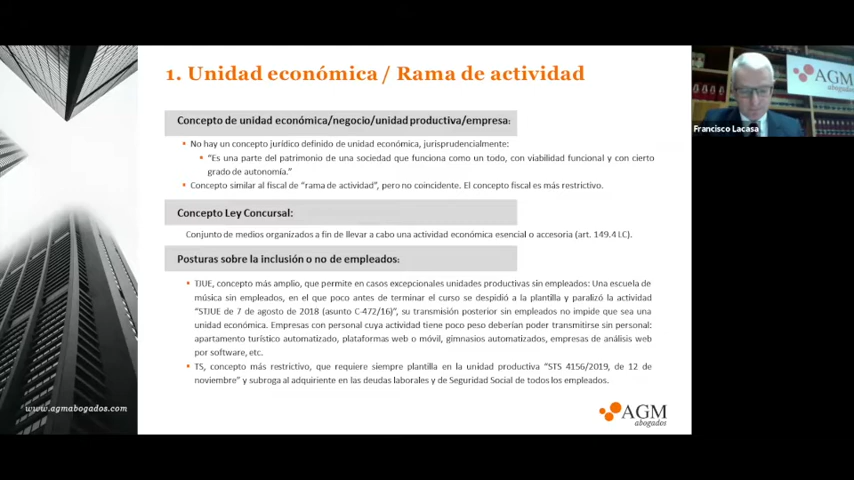 1. Unidad económica / Rama de actividad
Concepto de unidad económica/negocio/unidad productiva/empresa:
▪ No hay un concepto jurídico definido de unidad económica, jurisprudencialmente:
▪ "Es una parte del patrimonio de una sociedad que funciona como un todo, con viabilidad funcional y con cierto
grado de autonomía."
▪ Concepto similar al fiscal de "rama de actividad", pero no coincidente. El concepto fiscal es más restrictivo.
Concepto Ley Concursal:
Conjunto de medios organizados a fin de llevar a cabo una actividad económica esencial o accesoria (art. 149.4 LC).
Posturas sobre la inclusión o no de empleados:
▪ TJUE, concepto más amplio, que permite en casos excepcionales unidades productivas sin empleados: Una escuela de
música sin empleados, en el que poco antes de terminar el curso se despidió a la plantilla y paralizó la actividad
"STJUE de 7 de agosto de 2018 (asunto C-472/16)", su transmisión posterior sin empleados no impide que sea una
unidad económica. Empresas con personal cuya actividad tiene poco peso deberían poder transmitirse sin personal:
apartamento turístico automatizado, plataformas web o móvil, gimnasios automatizados, empresas de análisis web
por software, etc.
▪ TS, concepto más restrictivo, que requiere siempre plantilla en la unidad productiva "STS 4156/2019, de 12 de
noviembre" y subroga al adquiriente en las deudas laborales y de Seguridad Social de todos los empleados.
www.agmabogados.com
AGM
abogados
AGM
abogados
Francisco Lacasa